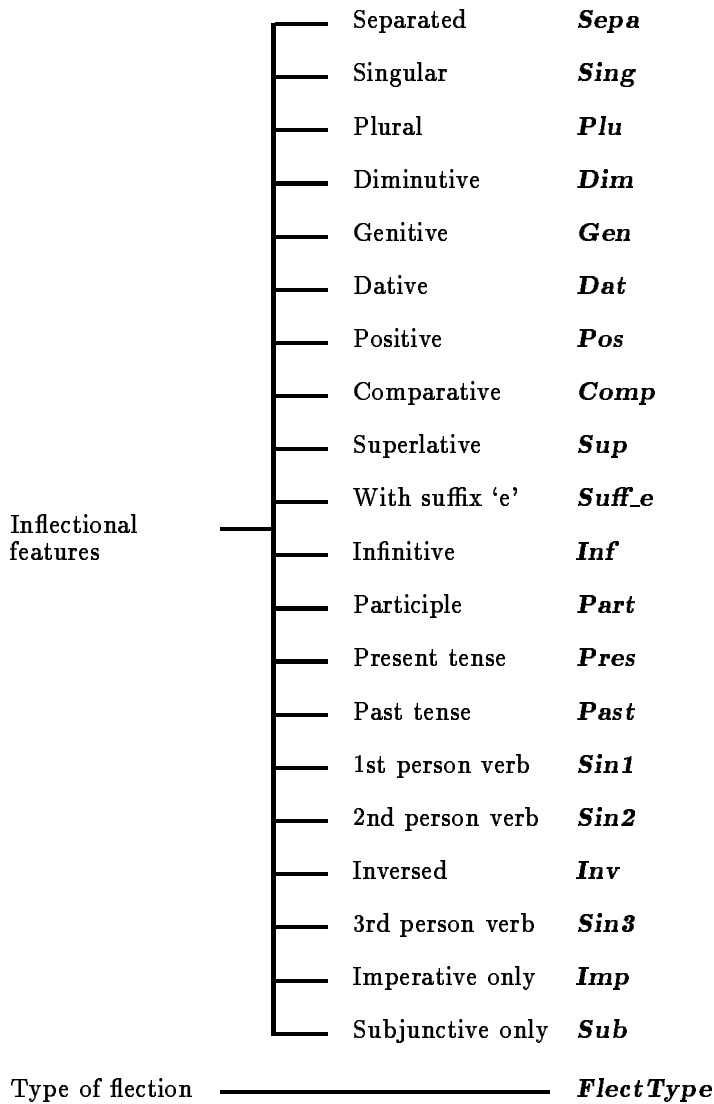 Separated Sepa
Singular Sing
Plural Plu
Diminutive Dim
Genitive Gen
Dative Dat
Positive Pos
Comparative Comp
Superlative Sup
With suffix ‘e’ Suff_e
Inflectional
features
Infinitive Inf
Participle Part
Present tense Pres
Past tense Past
1st person verb Sin1
2nd person verb Sin2
Inversed Inv
3rd person verb Sin3
Imperative only Imp
Subjunctive only Sub
Type of flection FlectType